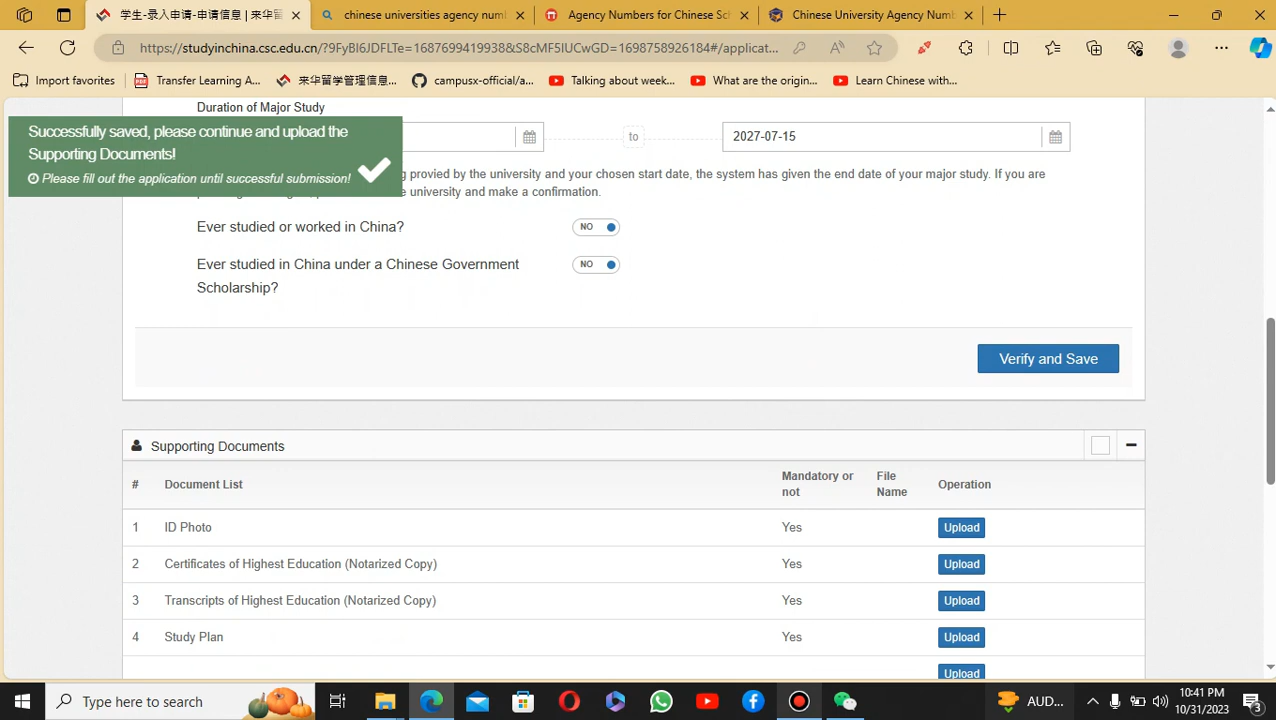 学生-录入申请-申请信息 | 来华留
chinese universities agency numb
Agency Numbers for Chinese Sch
Chinese University Agency Numb
https://studyinchina.csc.edu.cn/?9FyBl6JDFLTe=1687699419938&S8cMF5IUCwGD=1698758926184#/applicat...
Import favorites
Transfer Learning A...
来华留学管理信息...
campusx-official/a...
Talking about week...
What are the origin...
Learn Chinese with...
Duration of Major Study
Successfully saved, please continue and upload the
Supporting Documents!
Please fill out the application until successful submission!
to
2027-07-15
g provied by the university and your chosen start date, the system has given the end date of your major study. If you are
e university and make a confirmation.
Ever studied or worked in China?
NO
Ever studied in China under a Chinese Government
Scholarship?
NO
Verify and Save
Supporting Documents
# Document List Mandatory or not File Name Operation
1 ID Photo Yes Upload
2 Certificates of Highest Education (Notarized Copy) Yes Upload
3 Transcripts of Highest Education (Notarized Copy) Yes Upload
4 Study Plan Yes Upload
Upload
Type here to search
AUD...
10:41 PM
10/31/2023
3